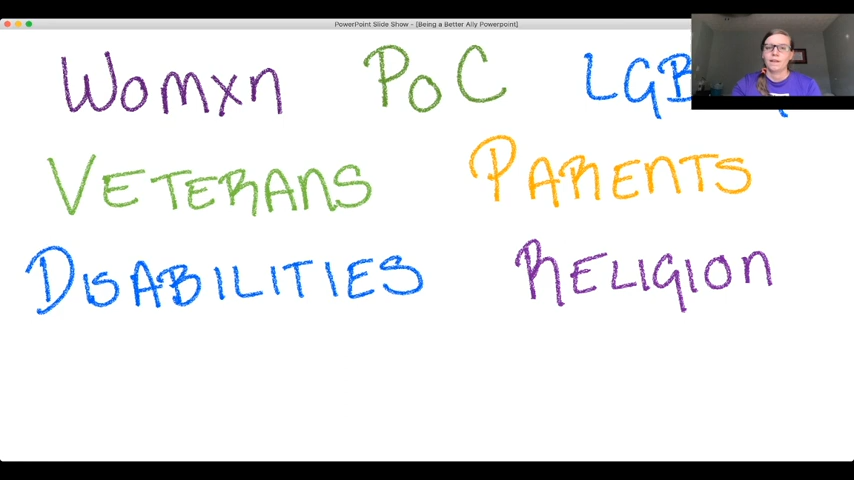 PowerPoint Slide Show - [Being a Better Ally Powerpoint]
Womxn PoC
Veterans Parents
Disabilities Religion